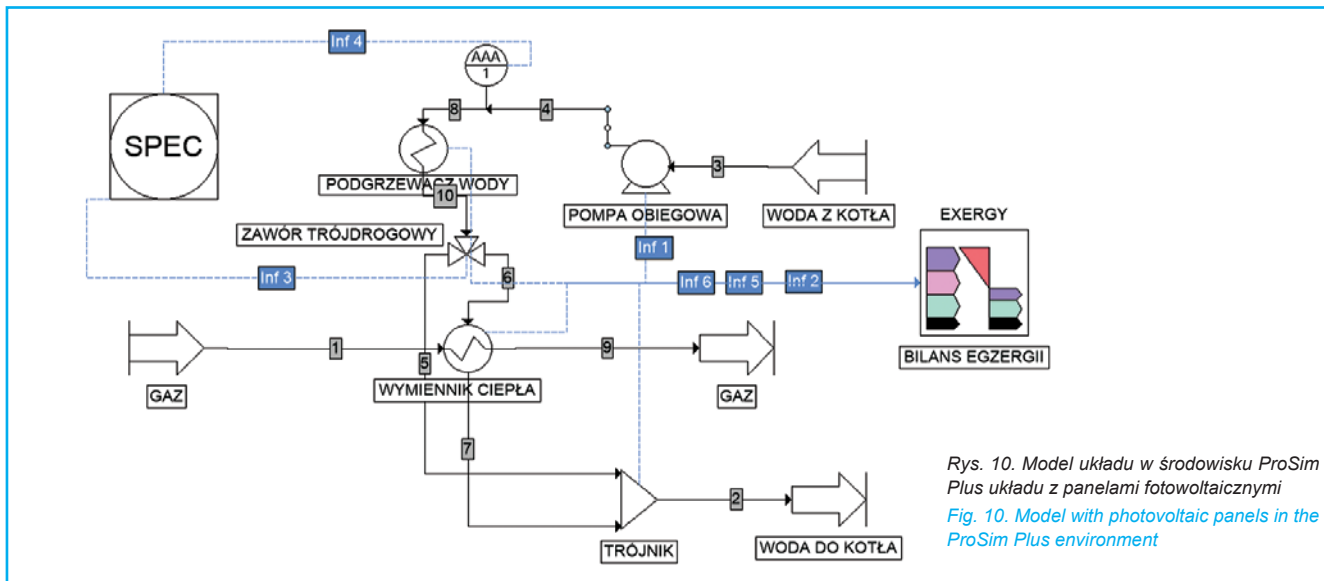 Inf 4
AAA
1
SPEC
8
4
3
PODGRZEWACZ WODY
10
POMPA OBIEGOWA
WODA Z KOTŁA
EXERGY
ZAWÓR TRÓJDROGOWY
Inf 1
Inf 3
6
Inf 6
Inf 5
Inf 2
1
5
9
BILANS EGZERGII
GAZ
WYMIENNIK CIEPŁA
GAZ
7
2
TRÓJNIK
WODA DO KOTŁA
Rys. 10. Model układu w środowisku ProSim
Plus układu z panelami fotowoltaicznymi
Fig. 10. Model with photovoltaic panels in the
ProSim Plus environment